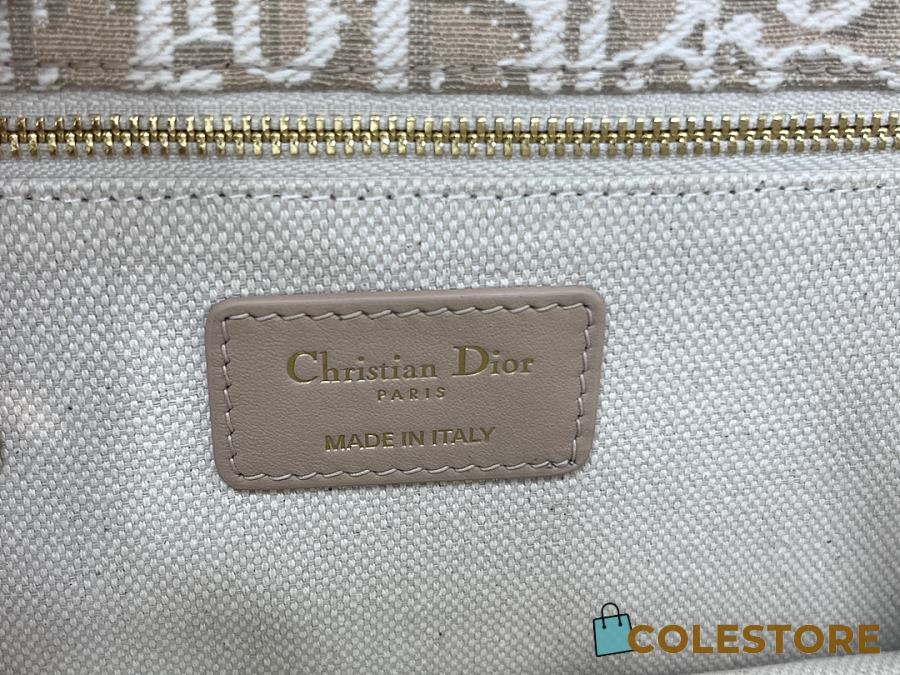 Christian Dior
PARIS
MADE IN ITALY
COLESTORE